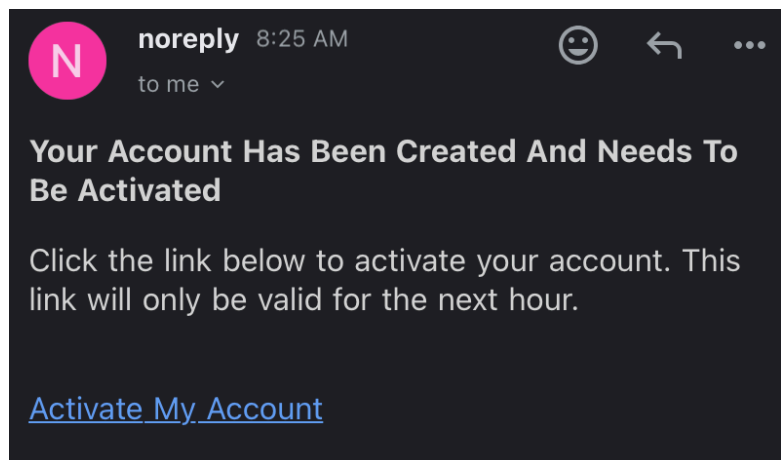 N
noreply 8:25 AM
to me
Your Account Has Been Created And Needs To
Be Activated
Click the link below to activate your account. This
link will only be valid for the next hour.
Activate My Account